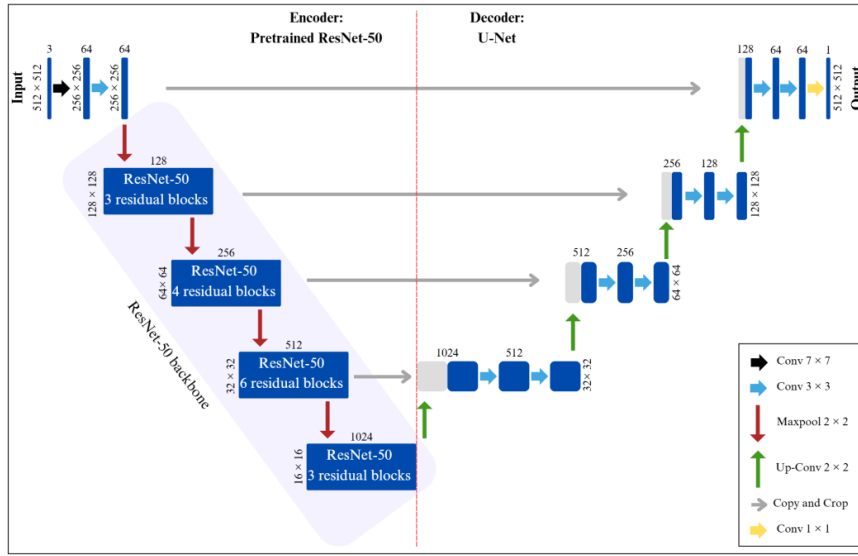 Encoder:
Pretrained ResNet-50
Decoder:
U-Net
Input
512 × 512
3
256 × 256
64
256 × 256
64
128
64
64
1
512 × 512
Output
128
128 × 128
ResNet-50
3 residual blocks
256
128
128 × 128
256
64× 64
ResNet-50
4 residual blocks
512
256
64 × 64
512
32 × 32
ResNet-50
6 residual blocks
1024
512
32× 32
1024
16 × 16
ResNet-50
3 residual blocks
ResNet-50 backbone
Conv 7 × 7
Conv 3 × 3
Maxpool 2 × 2
Up-Conv 2 × 2
Copy and Crop
Conv 1 × 1